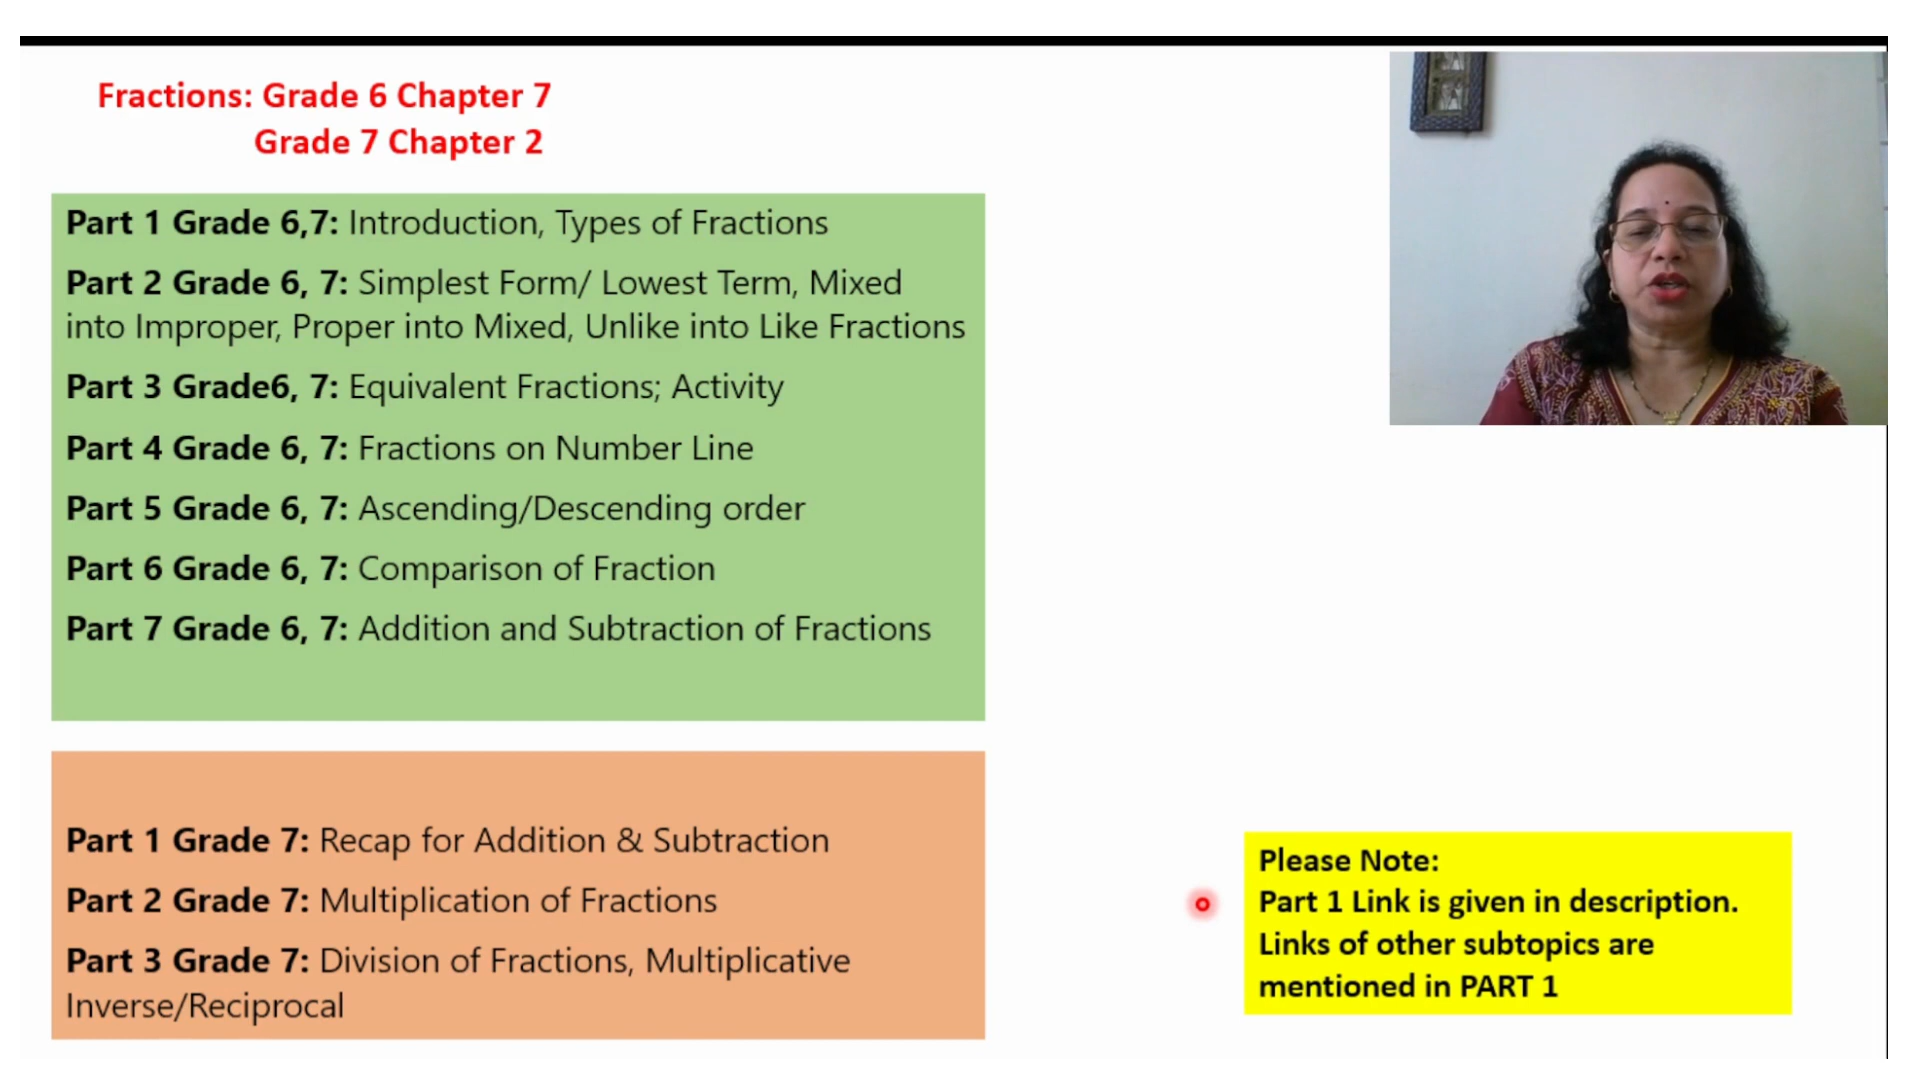 Fractions: Grade 6 Chapter 7
Grade 7 Chapter 2
Part 1 Grade 6,7: Introduction, Types of Fractions
Part 2 Grade 6, 7: Simplest Form/ Lowest Term, Mixed
into Improper, Proper into Mixed, Unlike into Like Fractions
Part 3 Grade6, 7: Equivalent Fractions; Activity
Part 4 Grade 6, 7: Fractions on Number Line
Part 5 Grade 6, 7: Ascending/Descending order
Part 6 Grade 6, 7: Comparison of Fraction
Part 7 Grade 6, 7: Addition and Subtraction of Fractions
Part 1 Grade 7: Recap for Addition & Subtraction
Part 2 Grade 7: Multiplication of Fractions
Part 3 Grade 7: Division of Fractions, Multiplicative
Inverse/Reciprocal
Please Note:
Part 1 Link is given in description.
Links of other subtopics are
mentioned in PART 1